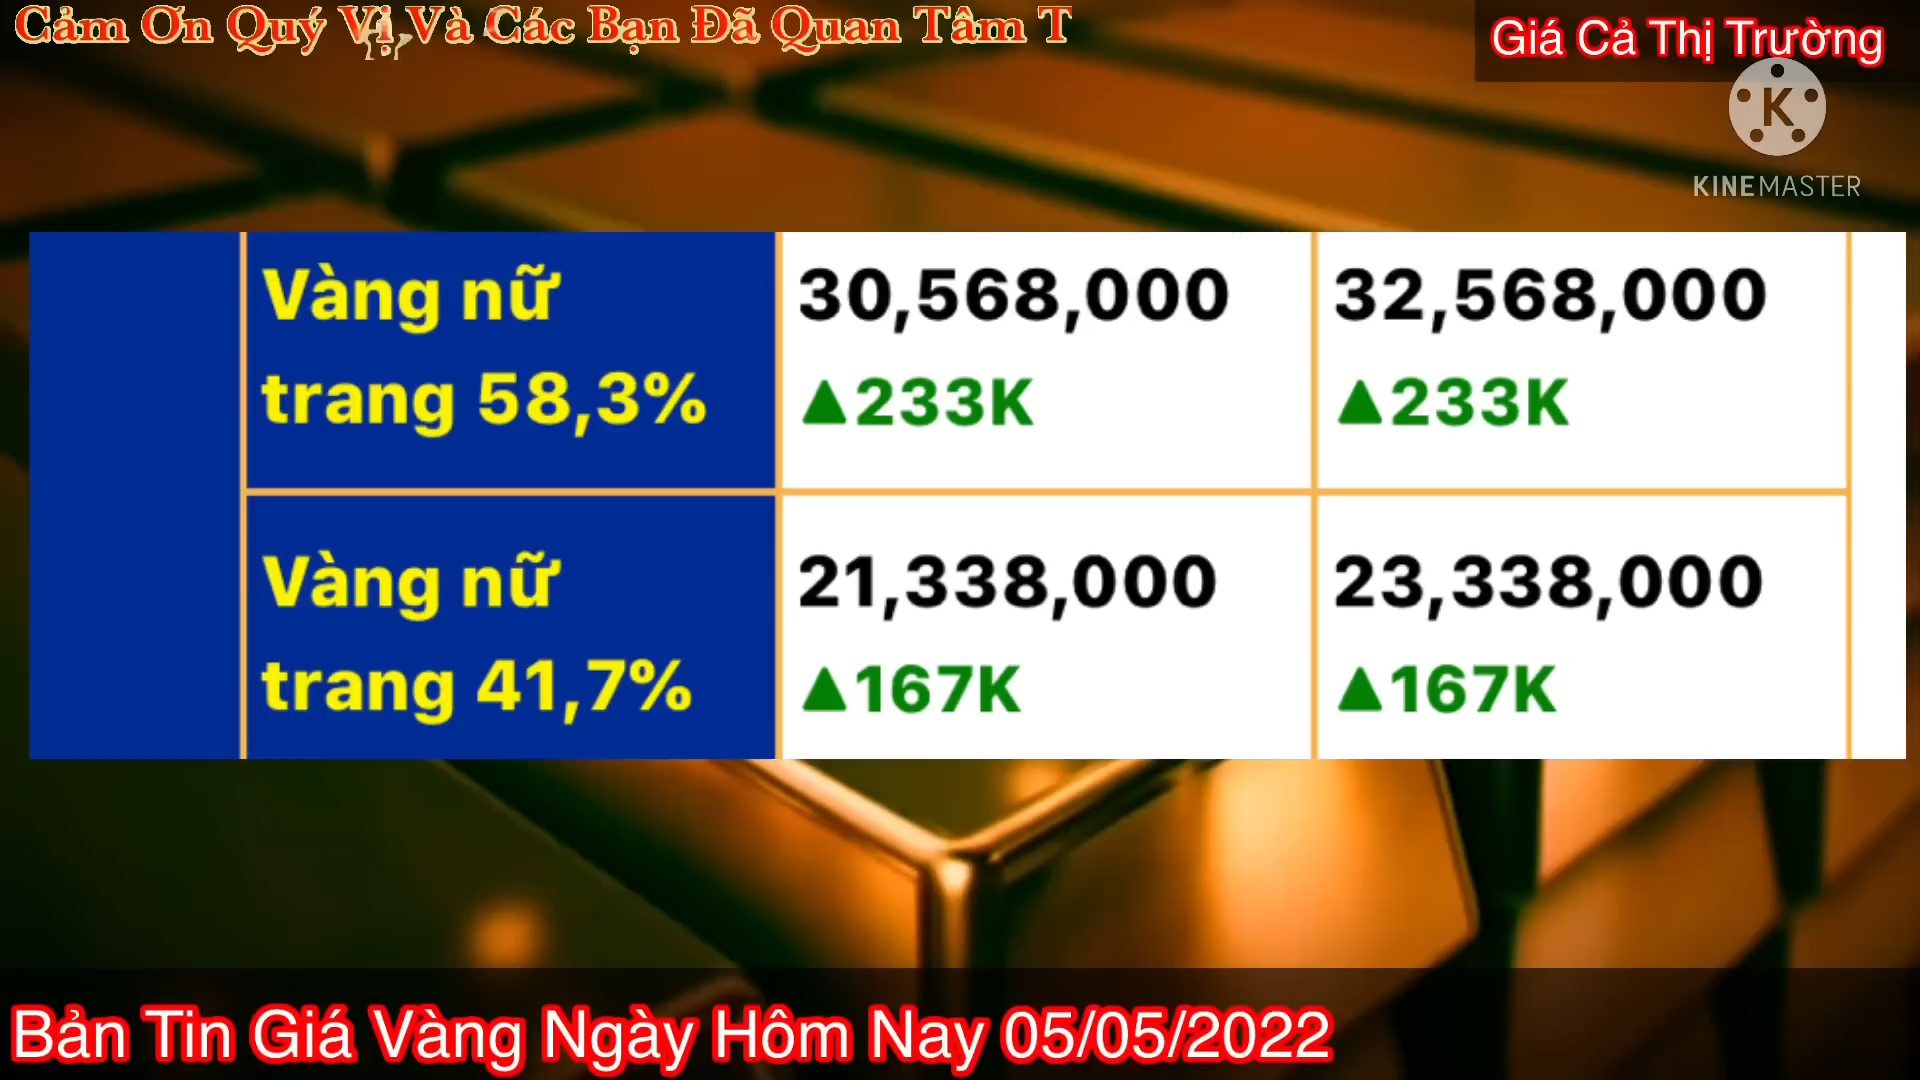 Cảm Ơn Quý Vị Và Các Bạn Đã Quan Tâm T
Giá Cả Thị Trường
K
KINEMASTER
Vàng nữ trang 58,3%
30,568,000
32,568,000
▲233K
▲233K
Vàng nữ trang 41,7%
21,338,000
23,338,000
▲167K
▲167K
Bản Tin Giá Vàng Ngày Hôm Nay 05/05/2022